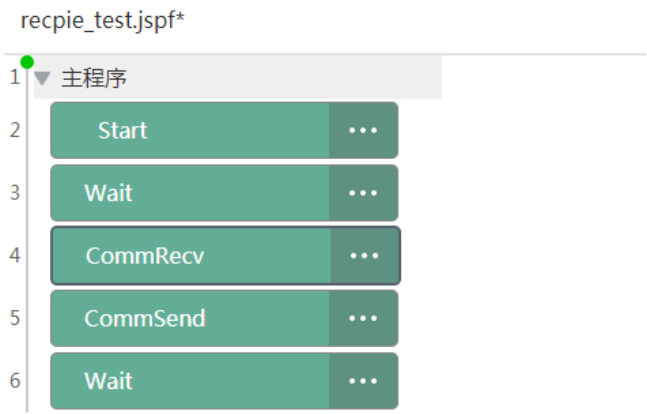 recpie_test.jspf*
1 主程序
2 Start ...
3 Wait ...
4 CommRecv ...
5 CommSend ...
6 Wait ...